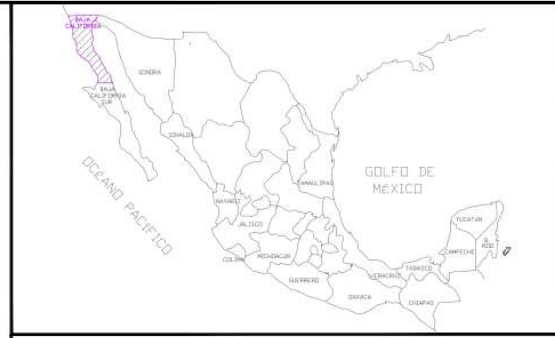 BAJA
CALIFORNIA
SONORA
BAJA
CALIFORNIA
SUR
SINALOA
OCÉANO PACIFICO
GOLFO DE
MÉXICO
TAMAULIPAS
NAYARIT
JALISCO
COLIMA
MICHOACAN
GUERRERO
OAXACA
VERACRUZ
TABASCO
CHIAPAS
CAMPECHE
YUCATAN
Q
ROO